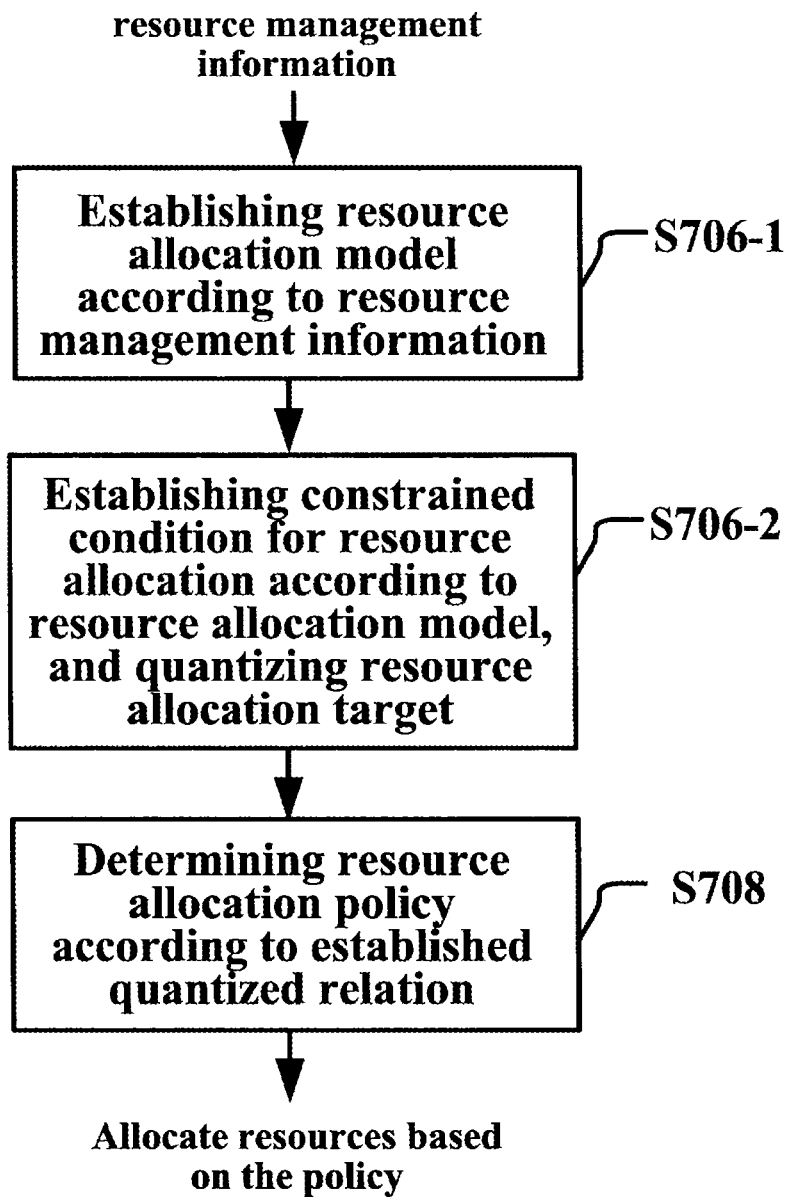 resource management
information
Establishing resource
allocation model
according to resource
management information
S706-1
Establishing constrained
condition for resource
allocation according to
resource allocation model,
and quantizing resource
allocation target
S706-2
Determining resource
allocation policy
according to established
quantized relation
S708
Allocate resources based
on the policy